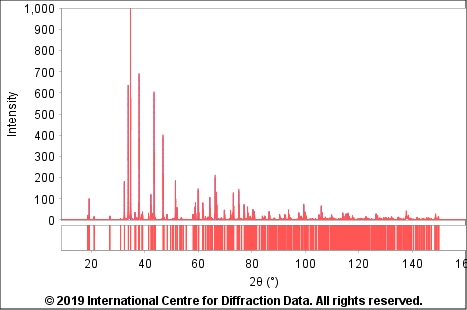 1,000
900
800
700
600
500
400
300
200
100
0
Intensity
20 40 60 80 100 120 140 16
2θ (°)
© 2019 International Centre for Diffraction Data. All rights reserved.